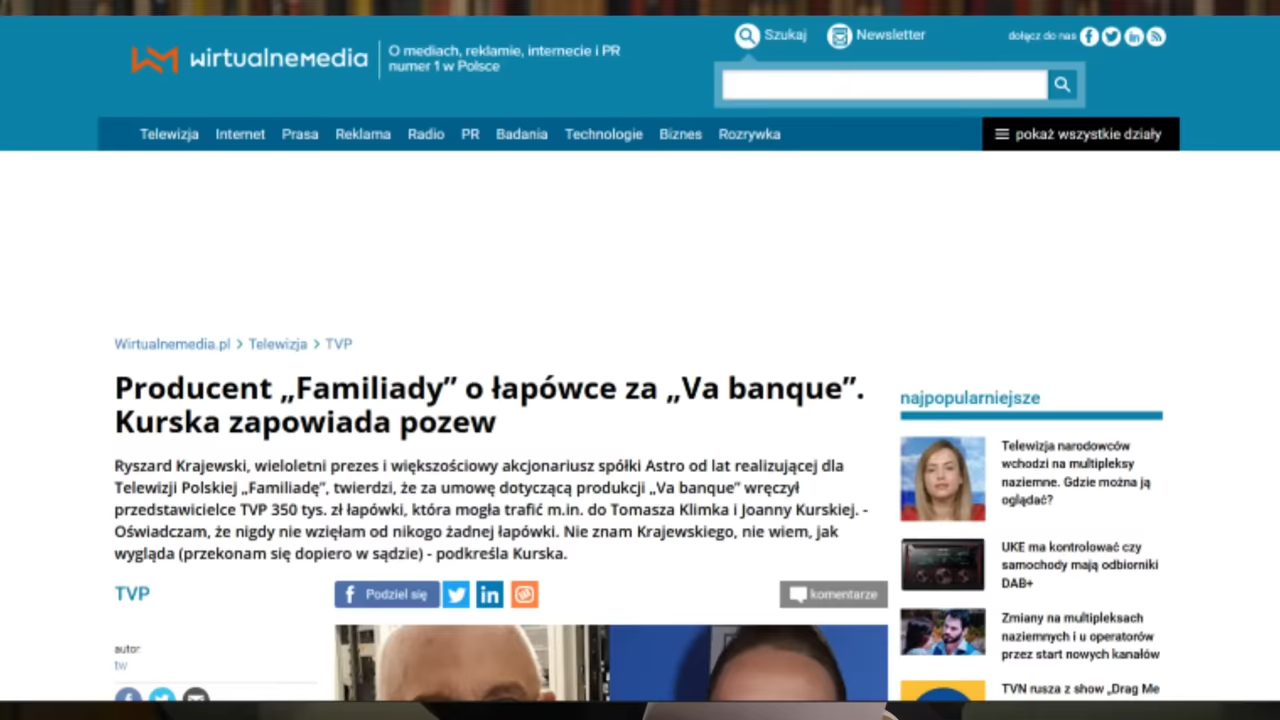 wirtualnemedia
O mediach, reklamie, internecie i PR
numer 1 w Polsce
Szukaj
Newsletter
dołącz do nas
Telewizja Internet Prasa Reklama Radio PR Badania Technologie Biznes Rozrywka
pokaż wszystkie działy
Wirtualnemedia.pl > Telewizja > TVP
Producent „Familiady” o łapówce za „Va banque”.
Kurska zapowiada pozew
Ryszard Krajewski, wieloletni prezes i większościowy akcjonariusz spółki Astro od lat realizującej dla
Telewizji Polskiej „Familiadę”, twierdzi, że za umowę dotyczącą produkcji „Va banque” wręczył
przedstawicielce TVP 350 tys. zł łapówki, która mogła trafić m.in. do Tomasza Klimka i Joanny Kurskiej. -
Oświadczam, że nigdy nie wzięłam od nikogo żadnej łapówki. Nie znam Krajewskiego, nie wiem, jak
wygląda (przekonam się dopiero w sądzie) - podkreśla Kurska.
TVP
Podziel się
komentarze
autor:
tw
najpopularniejsze
Telewizja narodowców
wchodzi na multipleksy
naziemne. Gdzie można ją
oglądać?
UKE ma kontrolować czy
samochody mają odbiorniki
DAB+
Zmiany na multipleksach
naziemnych i u operatorów
przez start nowych kanałów
TVN rusza z show „Drag Me